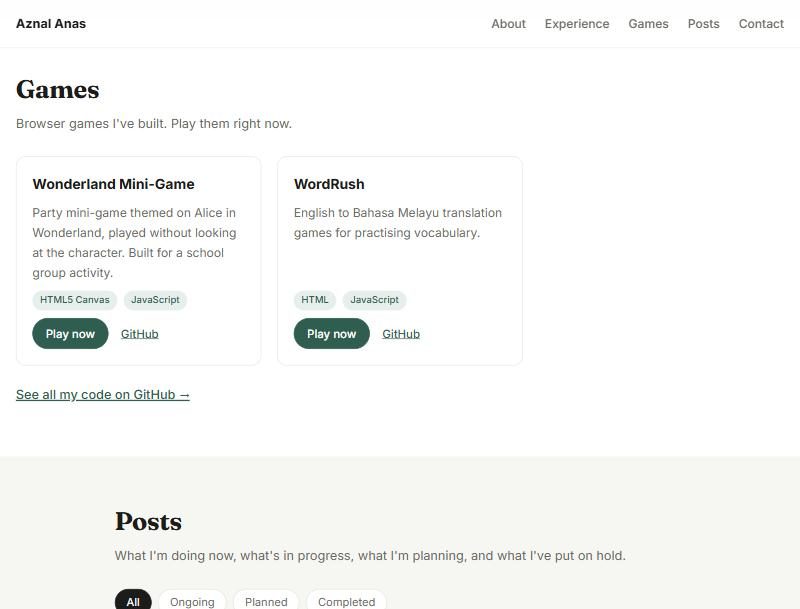 Aznal Anas
About Experience Games Posts Contact
Games
Browser games I've built. Play them right now.
Wonderland Mini-Game
Party mini-game themed on Alice in
Wonderland, played without looking
at the character. Built for a school
group activity.
HTML5 Canvas JavaScript
Play now GitHub
WordRush
English to Bahasa Melayu translation
games for practising vocabulary.
HTML JavaScript
Play now GitHub
See all my code on GitHub →
Posts
What I'm doing now, what's in progress, what I'm planning, and what I've put on hold.
All Ongoing Planned Completed